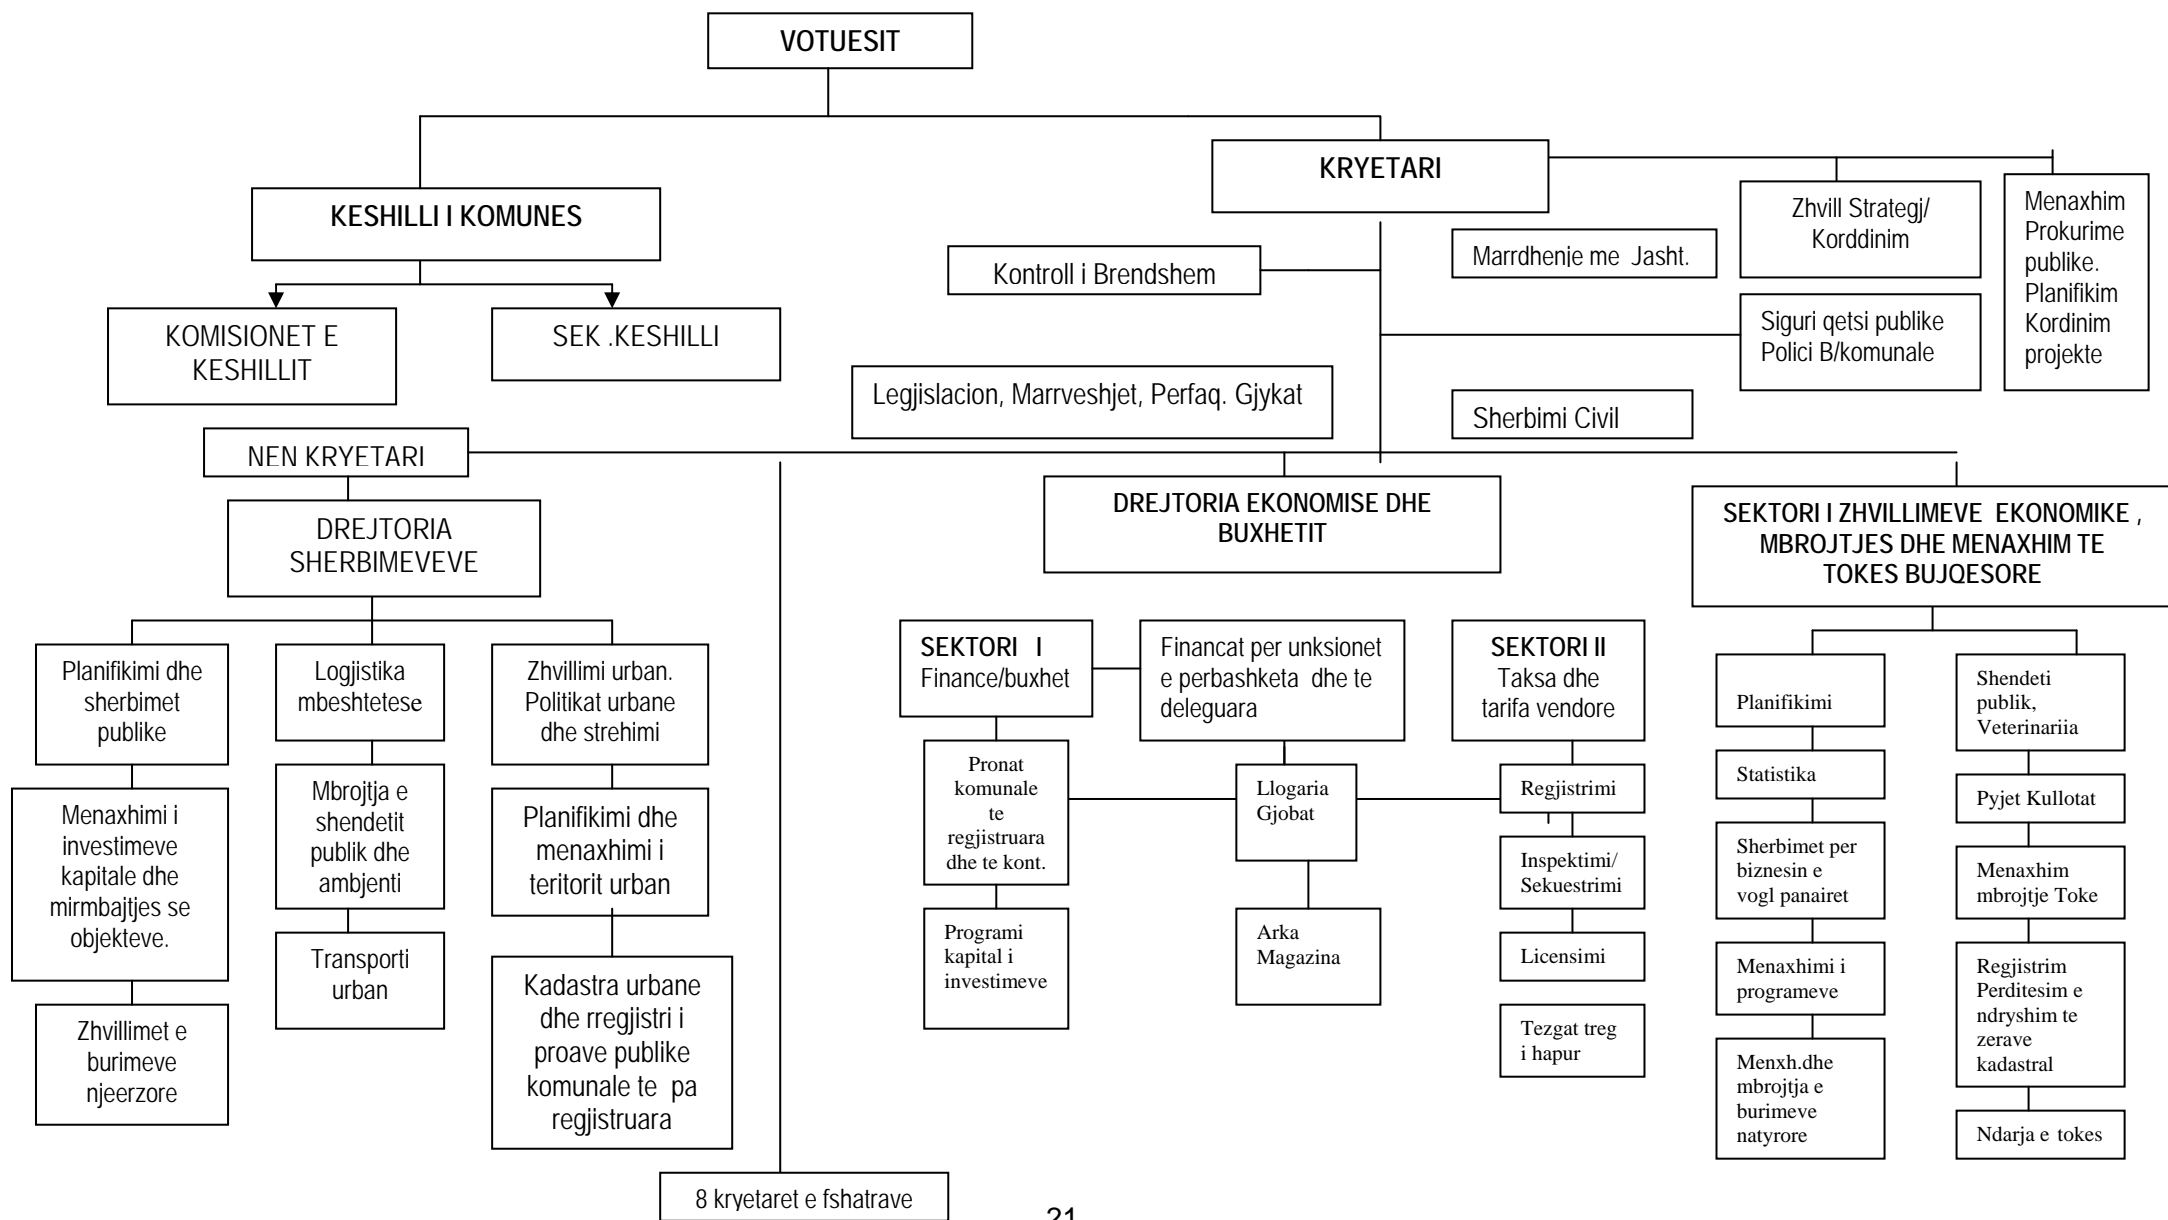 VOTUESIT
KRYETARI
KESHILLI I KOMUNES
Zhvill Strategj/
Korddinim
Menaxhim
Prokurime
publike.
Planifikim
Kordinim
projekte
Marrdhenje me Jasht.
Kontroll i Brendshem
KOMISIONET E
KESHILLIT
SEK .KESHILLI
Siguri qetsi publike
Polici B/komunale
Legjislacion, Marrveshjet, Perfaq. Gjykat
Sherbimi Civil
NEN KRYETARI
DREJTORIA
SHERBIMEVEVE
DREJTORIA EKONOMISE DHE
BUXHETIT
SEKTORI I ZHVILLIMEVE EKONOMIKE ,
MBROJTJES DHE MENAXHIM TE
TOKES BUJQESORE
Planifikimi dhe
sherbimet
publike
Logjistika
mbeshtetese
Zhvillimi urban.
Politikat urbane
dhe strehimi
SEKTORI I
Finance/buxhet
Financat per unksionet
e perbashketa dhe te
deleguara
SEKTORI II
Taksa dhe
tarifa vendore
Planifikimi
Shendeti
publik,
Veterinariia
Menaxhimi i
investimeve
kapitale dhe
mirmbajtjes se
objekteve.
Mbrojtja e
shendetit
publik dhe
ambjenti
Planifikimi dhe
menaxhimi i
teritorit urban
Pronat
komunale
te
regjistruara
dhe te kont.
Llogaria
Gjobat
Regjistrimi
Statistika
Pyjet Kullotat
Inspektimi/
Sekuestrimi
Sherbimet per
biznesin e
vogl panairet
Menaxhim
mbrojtje Toke
Transporti
urban
Kadastra urbane
dhe rregjistri i
proave publike
komunale te pa
regjistruara
Programi
kapital i
investimeve
Arka
Magazina
Licensimi
Menaxhimi i
programeve
Regjistrim
Perditesim e
ndryshim te
zerave
kadastral
Zhvillimet e
burimeve
njeerzore
Tezgat treg
i hapur
Menxh.dhe
mbrojtja e
burimeve
natyrore
Ndarja e tokes
8 kryetaret e fshatrave
21